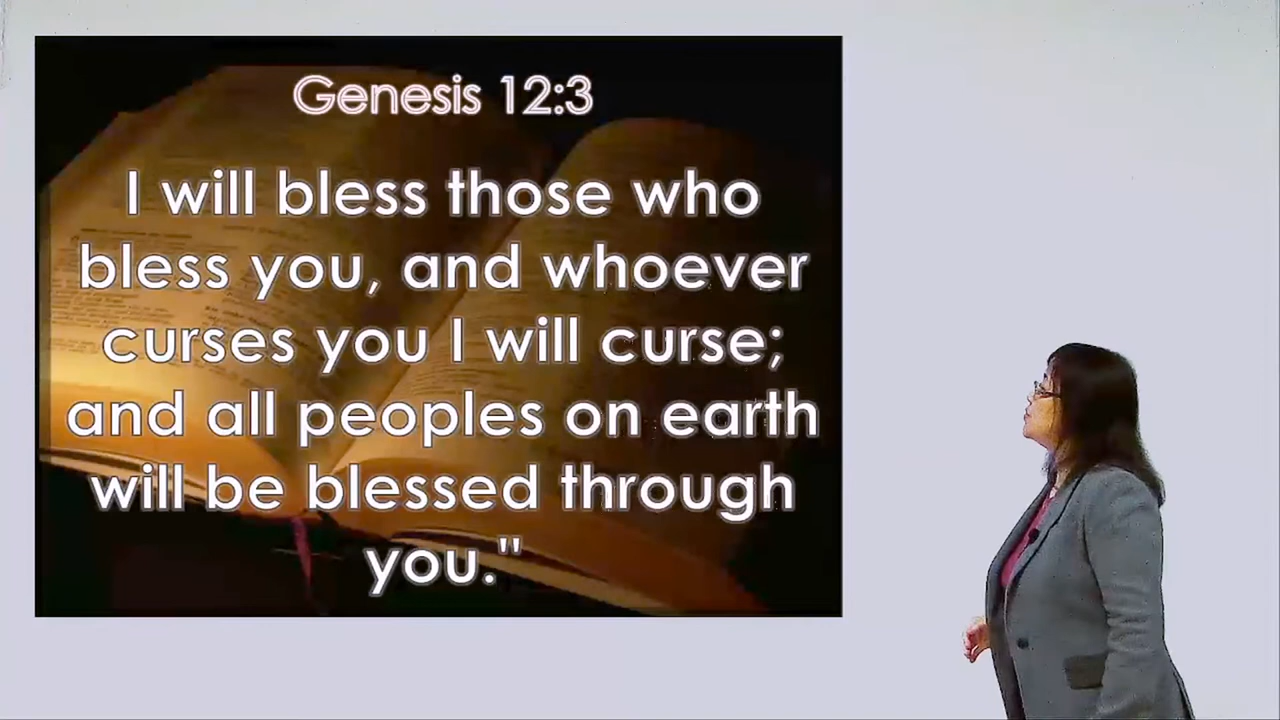 Genesis 12:3
I will bless those who
bless you, and whoever
curses you I will curse;
and all peoples on earth
will be blessed through
you."